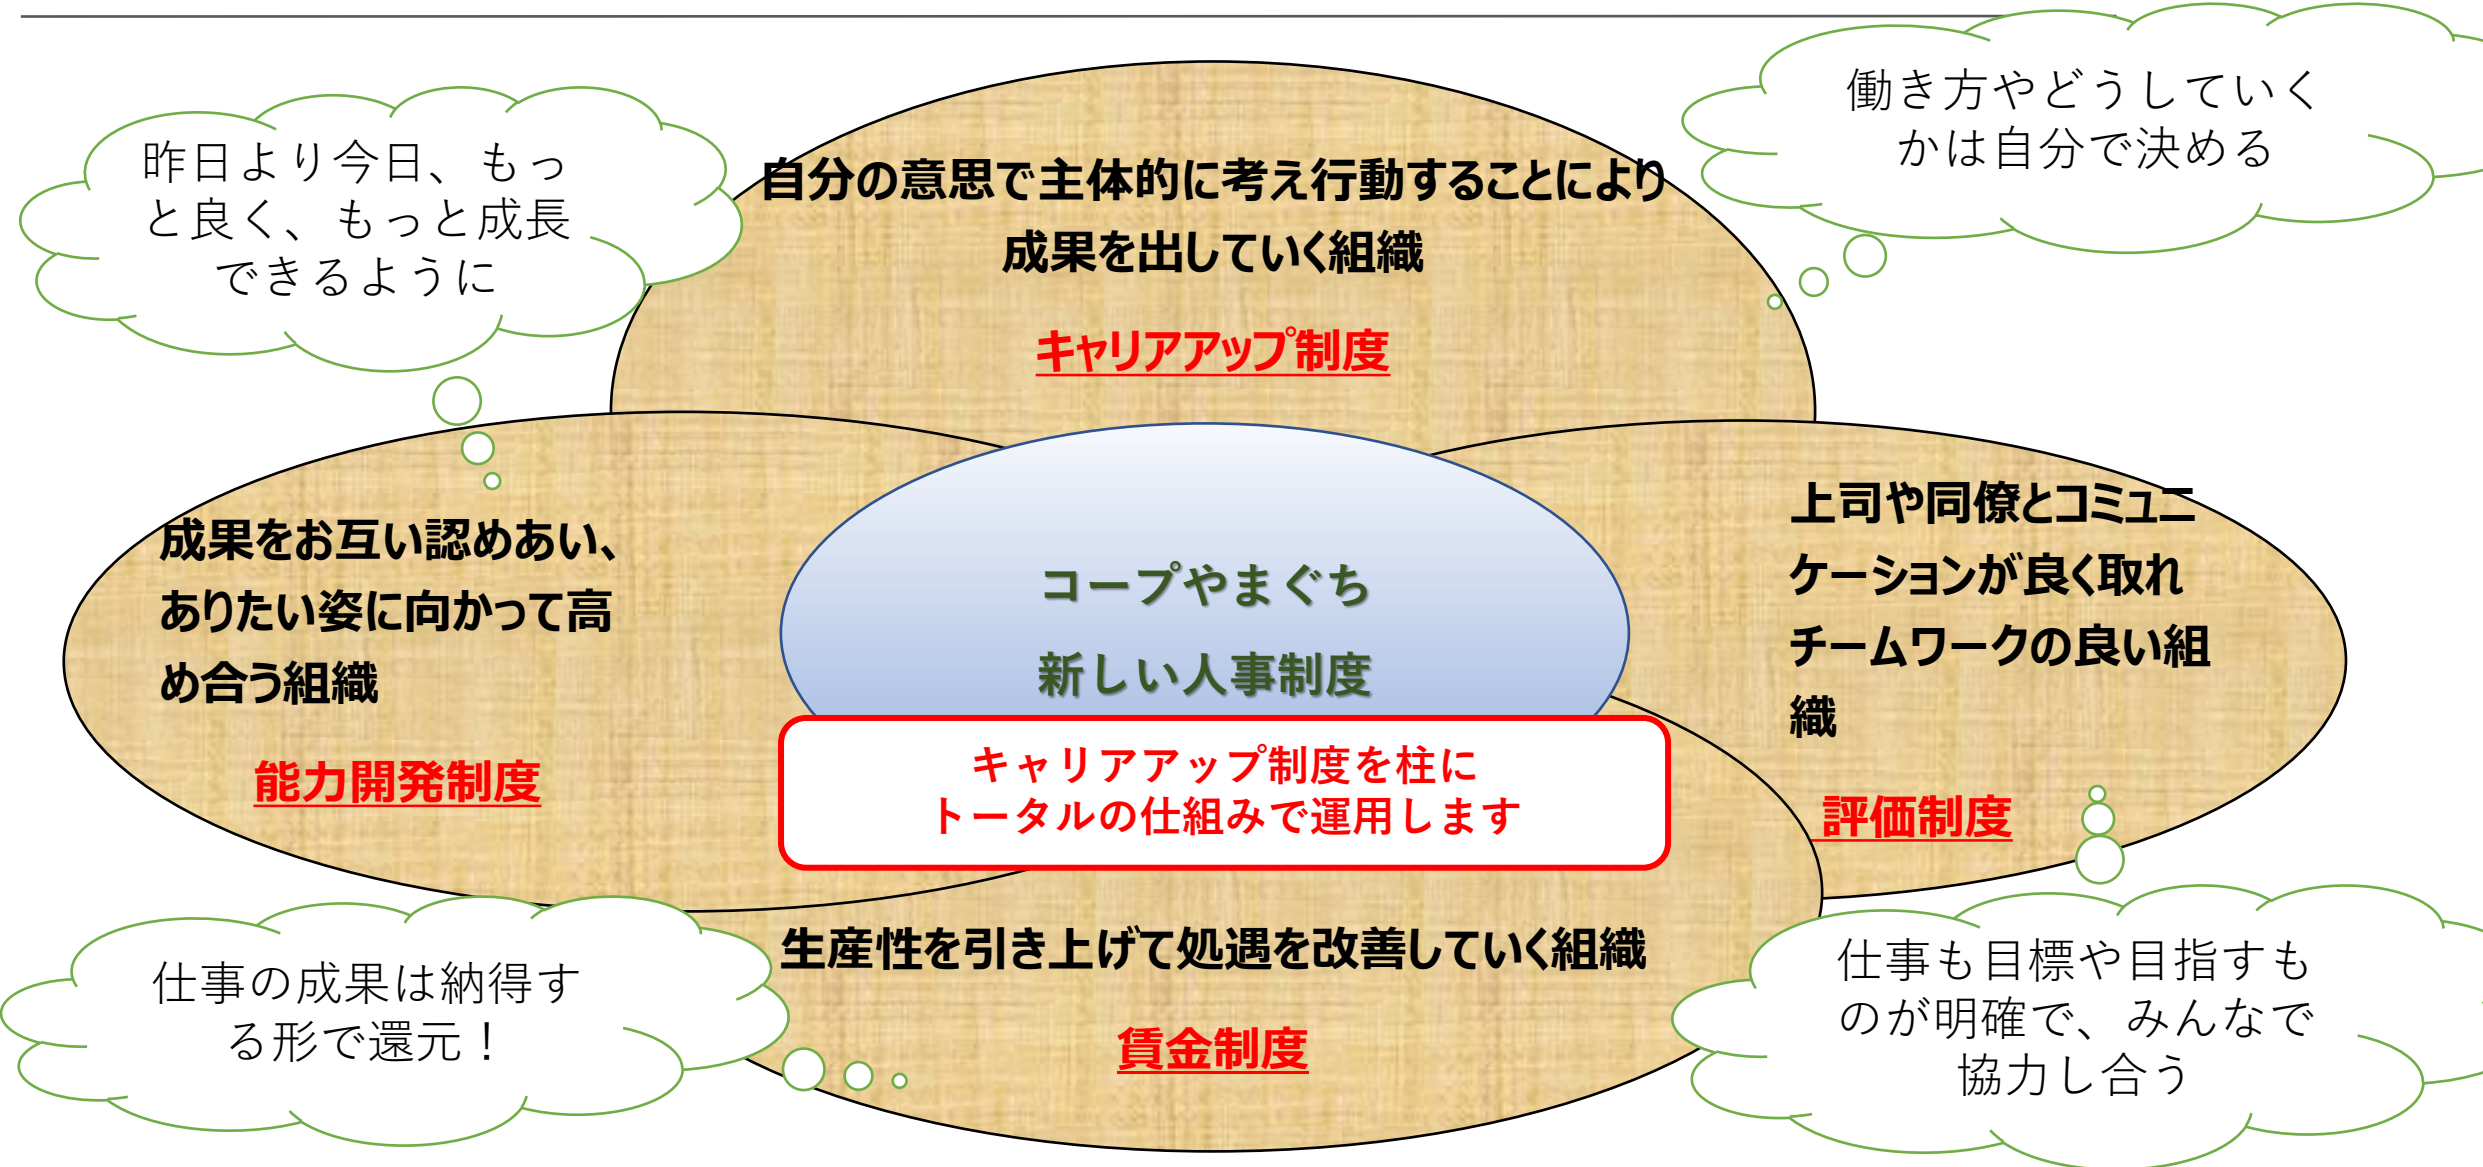 働き方やどうしていく
かは自分で決める
昨日より今日、もっ
と良く、もっと成長
できるように
自分の意思で主体的に考え行動することにより
成果を出していく組織
キャリアアップ制度
成果をお互い認めあい、
ありたい姿に向かって高
め合う組織
能力開発制度
コープやまぐち
新しい人事制度
キャリアアップ制度を柱に
トータルの仕組みで運用します
上司や同僚とコミュニ
ケーションが良く取れ
チームワークの良い組
織
評価制度
生産性を引き上げて処遇を改善していく組織
賃金制度
仕事の成果は納得す
る形で還元！
仕事も目標や目指すも
のが明確で、みんなで
協力し合う